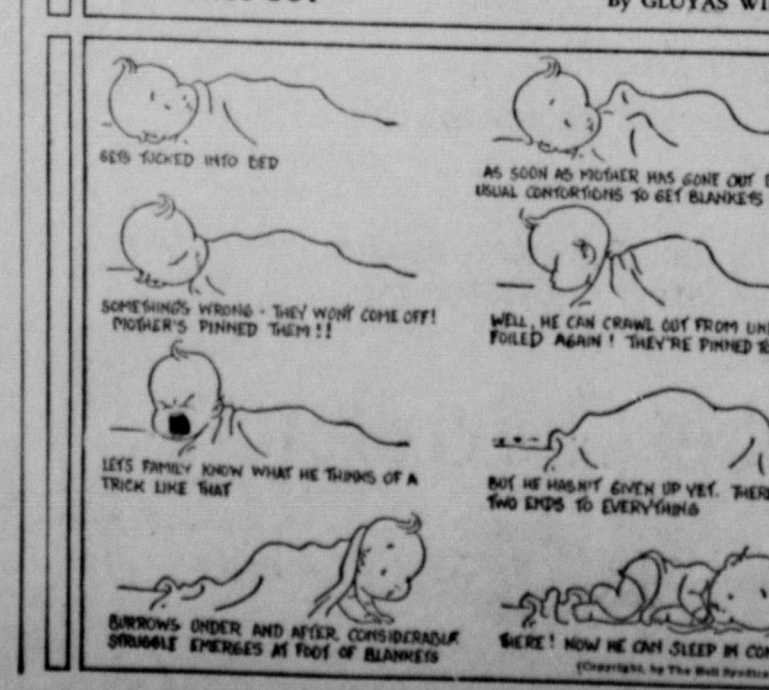 By GLUYAS WI
GETS TUCKED INTO BED
AS SOON AS MOTHER HAS GONE OUT
USUAL CONTORTIONS TO GET BLANKETS
SOMETHING'S WRONG - THEY WON'T COME OFF!
MOTHER'S PINNED THEM!!
WELL, HE CAN CRAWL OUT FROM UN
FOILED AGAIN! THEY'RE PINNED T
LETS FAMILY KNOW WHAT HE THINKS OF A
TRICK LIKE THAT
BUT HE HASN'T GIVEN UP YET. THERE
TWO ENDS TO EVERYTHING
BURROWS UNDER AND AFTER CONSIDERABLE
STRUGGLE EMERGES AT FOOT OF BLANKETS
THERE! NOW HE CAN SLEEP IN CO
(Copyright, by The Bell Syndica